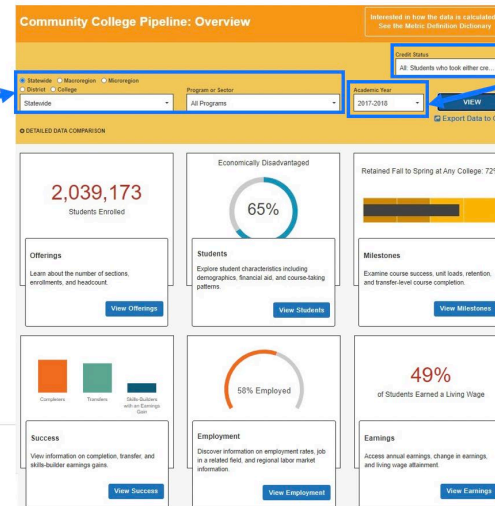 Community College Pipeline: Overview
Interested in how the data is calculated
See the Metric Definition Dictionary
Credit Status
All: Students who took either cre...
Statewide Macroregion Microregion
District College
Statewide
Program or Sector
All Programs
Academic Year
2017-2018
VIEW
Export Data to
DETAILED DATA COMPARISON
2,039,173
Students Enrolled
Offerings
Learn about the number of sections,
enrollments, and headcount.
View Offerings
Economically Disadvantaged
65%
Students
Explore student characteristics including
demographics, financial aid, and course-taking
patterns.
View Students
Retained Fall to Spring at Any College: 72%
Milestones
Examine course success, unit loads, retention,
and transfer-level course completion.
View Milestones
Completers
Transfers
Skills-Builders
with an Earnings
Gain
Success
View information on completion, transfer, and
skills-builder earnings gains.
View Success
58% Employed
Employment
Discover information on employment rates, job
in a related field, and regional labor market
information.
View Employment
49%
of Students Earned a Living Wage
Earnings
Access annual earnings, change in earnings,
and living wage attainment.
View Earnings